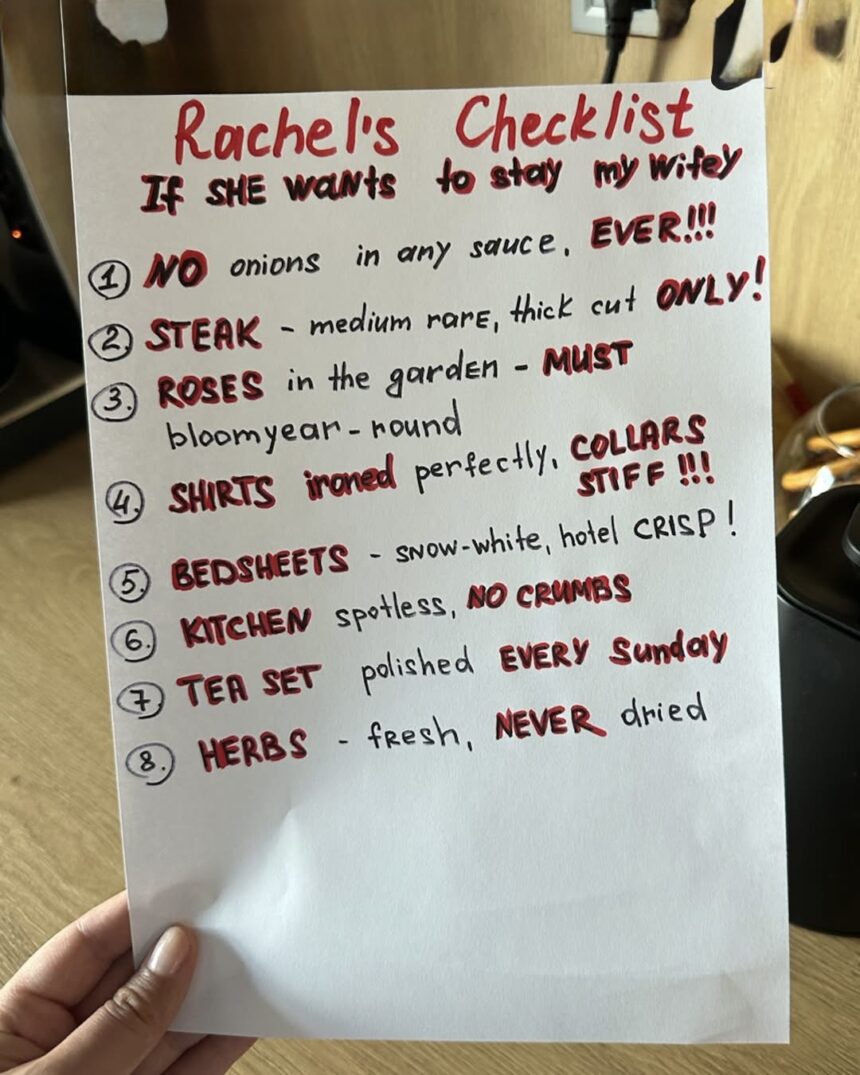 Rachel's Checklist
If SHE wants to stay my wifey
1 NO onions in any sauce, EVER!!!
2. STEAK - medium rare, thick cut ONLY!
3. ROSES in the garden - MUST
bloomyear-round
4. SHIRTS ironed perfectly, COLLARS
STIFF !!!
5. BEDSHEETS - snow-white, hotel CRISP!
6. KITCHEN spotless, NO CRUMBS
7 TEA SET polished EVERY Sunday
8. HERBS - fresh, NEVER dried